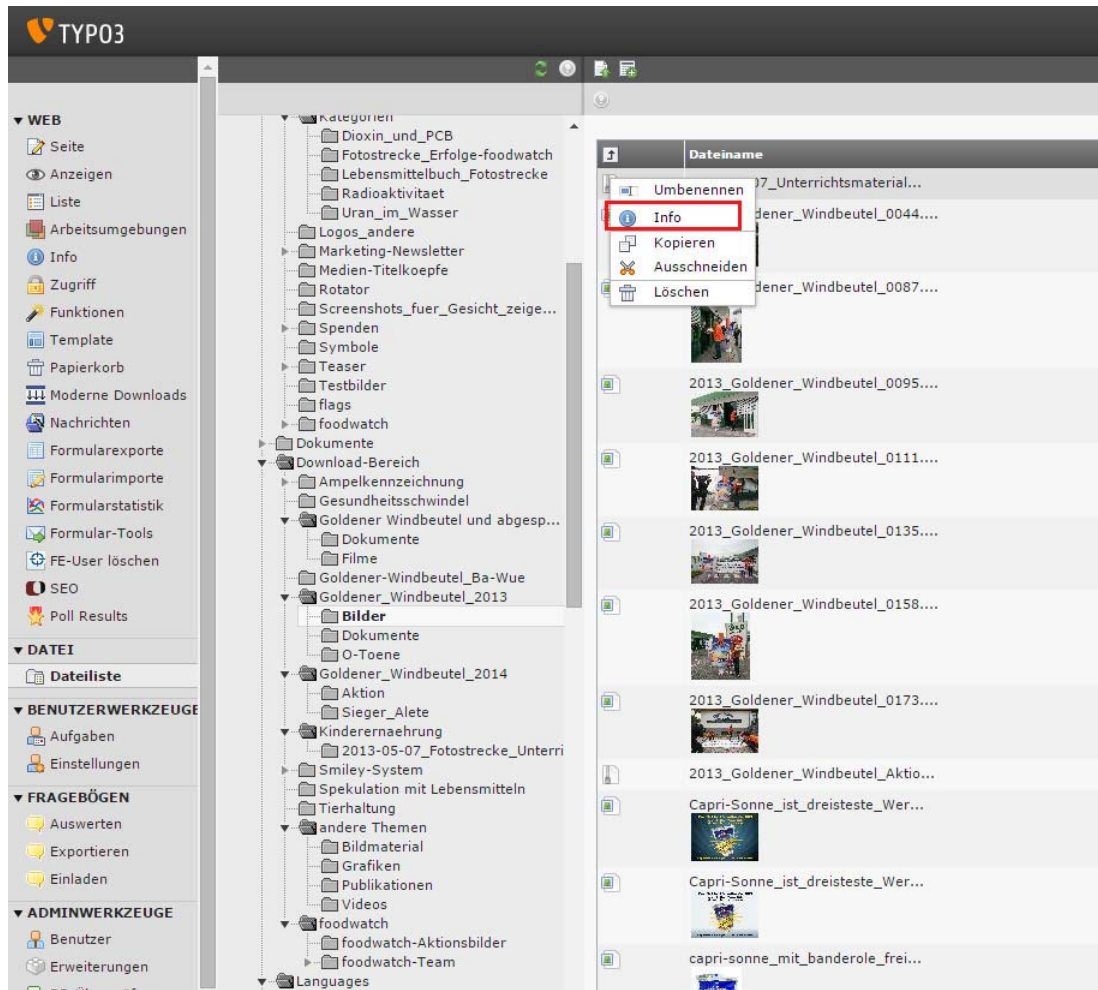 TYPO3
WEB
Seite
Anzeigen
Liste
Arbeitsumgebungen
Info
Zugriff
Funktionen
Template
Papierkorb
Moderne Downloads
Nachrichten
Formularexporte
Formularimporte
Formularstatistik
Formular-Tools
FE-User löschen
SEO
Poll Results
DATEI
Dateiliste
BENUTZERWERKZEUGE
Aufgaben
Einstellungen
FRAGEBÖGEN
Auswerten
Exportieren
Einladen
ADMINWERKZEUGE
Benutzer
Erweiterungen
Kategorien
Dioxin_und_PCB
Fotostrecke_Erfolge-foodwatch
Lebensmittelbuch_Fotostrecke
Radioaktivitaet
Uran_im_Wasser
Logos_andere
Marketing-Newsletter
Medien-Titelkoepfe
Rotator
Screenshots_fuer_Gesicht_zeige...
Spenden
Symbole
Teaser
Testbilder
flags
foodwatch
Dokumente
Download-Bereich
Ampelkennzeichnung
Gesundheitsschwindel
Goldener Windbeutel und abgesp...
Dokumente
Filme
Goldener-Windbeutel_Ba-Wue
Goldener_Windbeutel_2013
Bilder
Dokumente
O-Toene
Goldener_Windbeutel_2014
Aktion
Sieger_Alete
Kinderernaehrung
2013-05-07_Fotostrecke_Unterri
Smiley-System
Spekulation mit Lebensmitteln
Tierhaltung
andere Themen
Bildmaterial
Grafiken
Publikationen
Videos
foodwatch
foodwatch-Aktionsbilder
foodwatch-Team
Languages
Dateiname
07_Unterrichtsmaterial...
Umbenennen
Info
Kopieren
Ausschneiden
Löschen
dener_Windbeutel_0044....
dener_Windbeutel_0087....
2013_Goldener_Windbeutel_0095....
2013_Goldener_Windbeutel_0111....
2013_Goldener_Windbeutel_0135....
2013_Goldener_Windbeutel_0158....
2013_Goldener_Windbeutel_0173....
2013_Goldener_Windbeutel_Aktio...
Capri-Sonne_ist_dreisteste_Wer...
Capri-Sonne_ist_dreisteste_Wer...
capri-sonne_mit_banderole_frei...